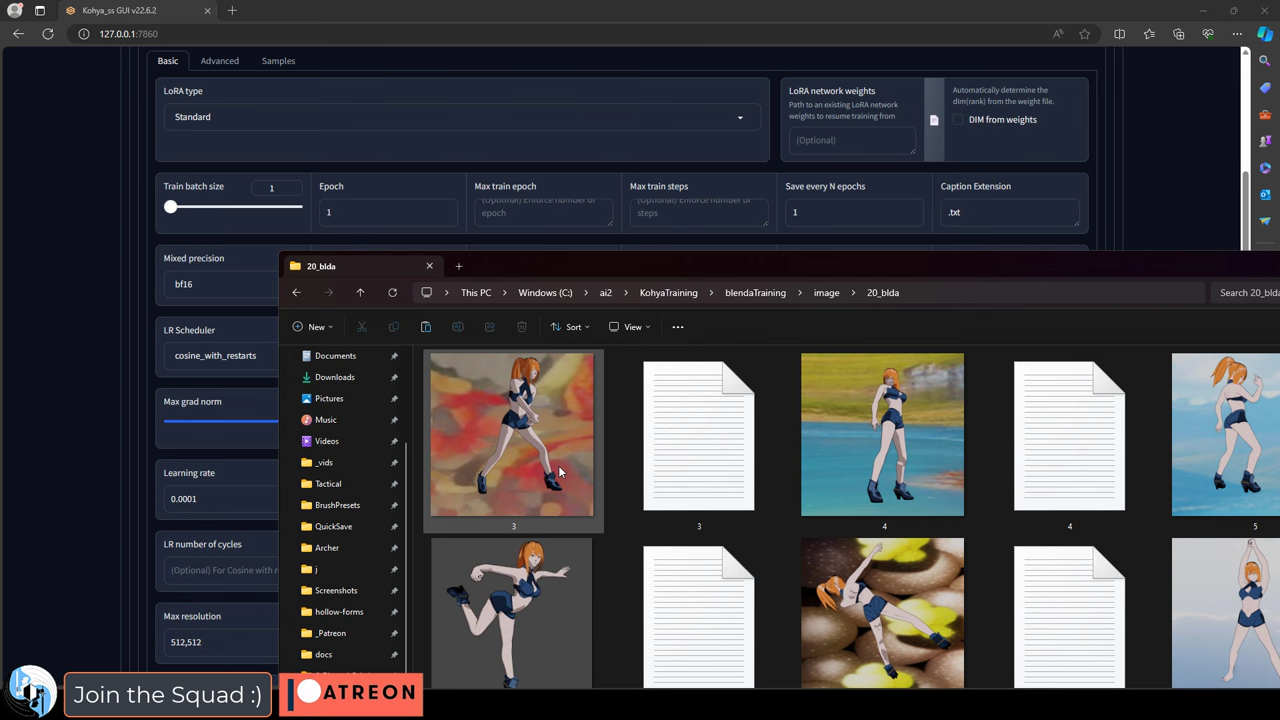 Kohya_ss GUI v22.6.2
127.0.0.1:7860
Basic
Advanced
Samples
LoRA type
Standard
LoRA network weights
Path to an existing LoRA network
weights to resume training from
(Optional)
Automatically determine the
dim(rank) from the weight file.
DIM from weights
Train batch size
1
Epoch
1
Max train epoch
(Optional) Enforce number of
epoch
Max train steps
(Optional) Enforce number of
steps
Save every N epochs
1
Caption Extension
.txt
Mixed precision
bf16
LR Scheduler
cosine_with_restarts
Max grad norm
Learning rate
0.0001
LR number of cycles
(Optional) For Cosine with r
Max resolution
512,512
20_blda
This PC
Windows (C:)
ai2
KohyaTraining
blendaTraining
image
20_blda
Search 20_blda
New
Sort
View
Documents
Downloads
Pictures
Music
Videos
_vids
Tactical
BrushPresets
QuickSave
Archer
j
Screenshots
hollow-forms
_Patreon
docs
3
3
4
4
5
Join the Squad :)
PATREON